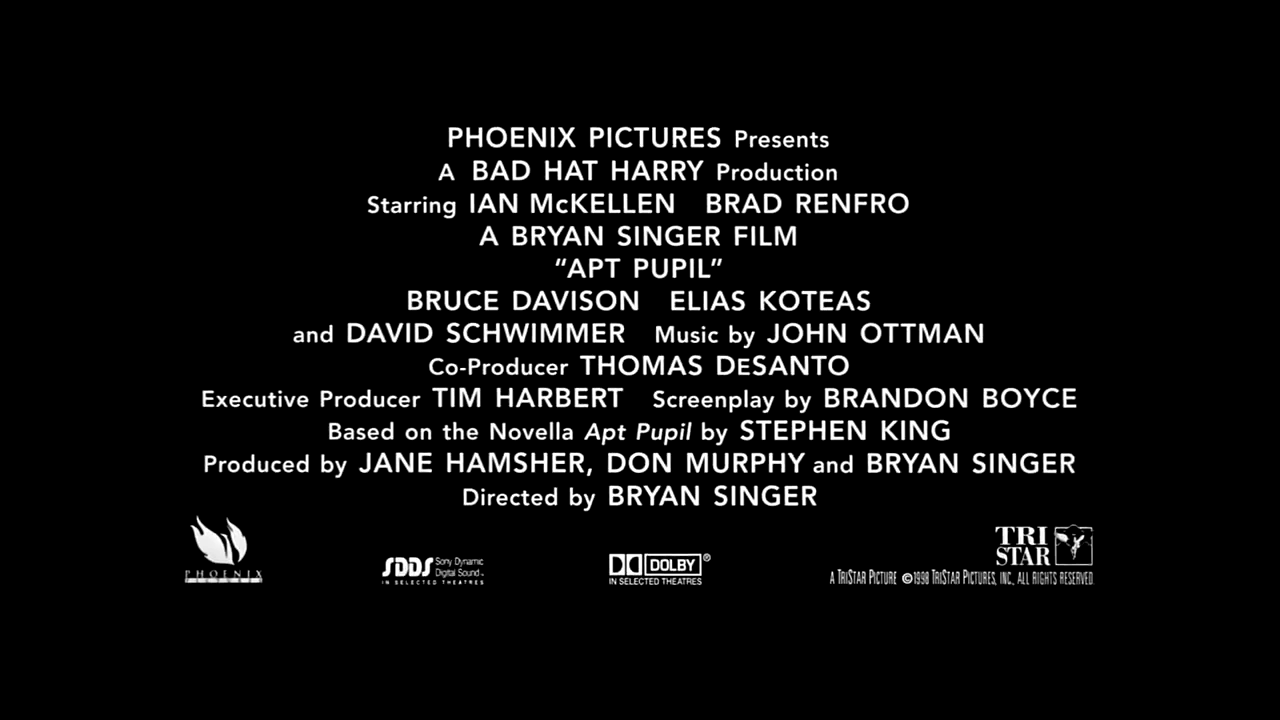 PHOENIX PICTURES Presents
A BAD HAT HARRY Production
Starring IAN McKELLEN BRAD RENFRO
A BRYAN SINGER FILM
“APT PUPIL”
BRUCE DAVISON ELIAS KOTEAS
and DAVID SCHWIMMER Music by JOHN OTTMAN
Co-Producer THOMAS DESANTO
Executive Producer TIM HARBERT Screenplay by BRANDON BOYCE
Based on the Novella Apt Pupil by STEPHEN KING
Produced by JANE HAMSHER, DON MURPHY and BRYAN SINGER
Directed by BRYAN SINGER
PHOENIX
SDDS Sony Dynamic
Digital Sound™
IN SELECTED THEATRES
DOLBY®
IN SELECTED THEATRES
TRI
STAR
A TRISTAR PICTURE ©1998 TRISTAR PICTURES, INC., ALL RIGHTS RESERVED.